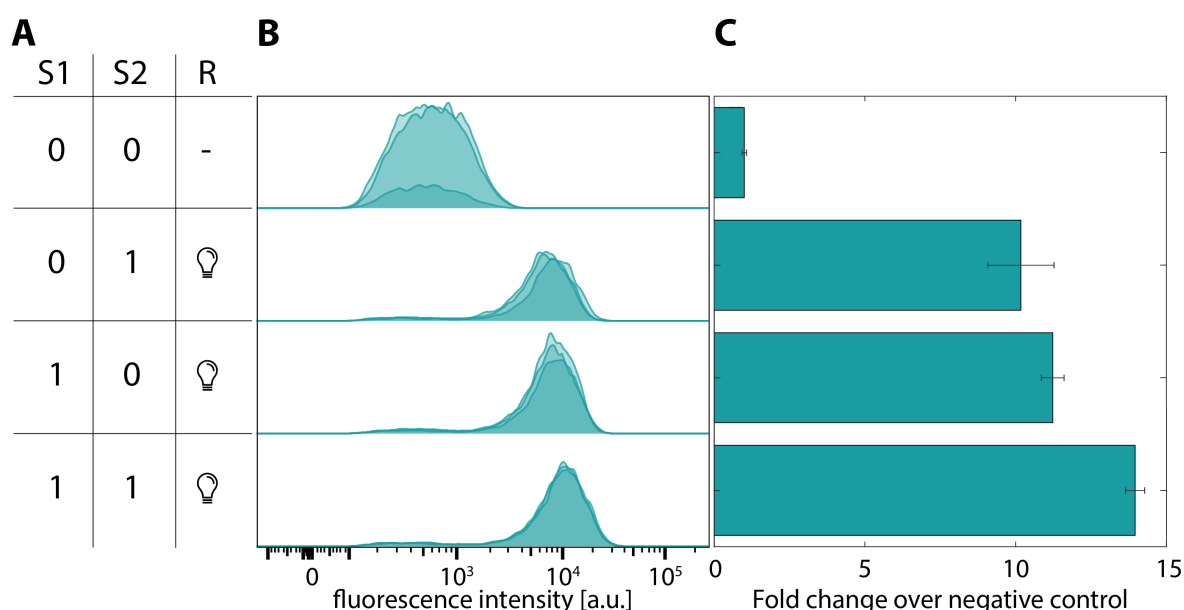 A B C
S1 S2 R
0 0 -
0 1
1 0
1 1
0 10³ 10⁴ 10⁵
fluorescence intensity [a.u.]
0 5 10 15
Fold change over negative control